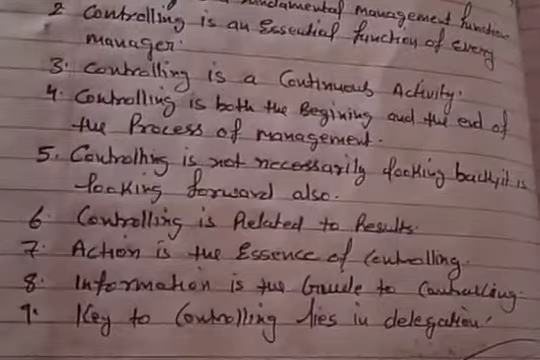 fundamental management function
2 Controlling is an Essential function of every
manager.
3. Controlling is a Continuous Activity.
4. Controlling is both the Begining and the end of
the Process of management.
5. Controlling is not necessarily looking back, it is
looking forward also.
6 Controlling is Related to Results.
7. Action is the Essence of Controlling.
8. Information is the Guide to Controlling.
9. Key to Controlling lies in delegation.